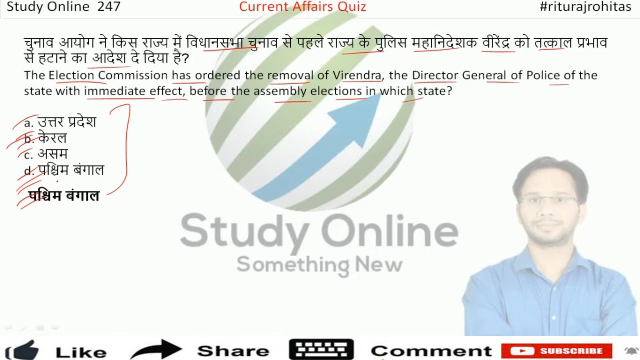 Study Online 247
Current Affairs Quiz
#riturajrohitas
चुनाव आयोग ने किस राज्य में विधानसभा चुनाव से पहले राज्य के पुलिस महानिदेशक वीरेंद्र को तत्काल प्रभाव
से हटाने का आदेश दे दिया है?
The Election Commission has ordered the removal of Virendra, the Director General of Police of the
state with immediate effect, before the assembly elections in which state?
a. उत्तर प्रदेश
b. केरल
c. असम
d. पश्चिम बंगाल
पश्चिम बंगाल
Study Online
Something New
Like
Share
Comment
SUBSCRIBE